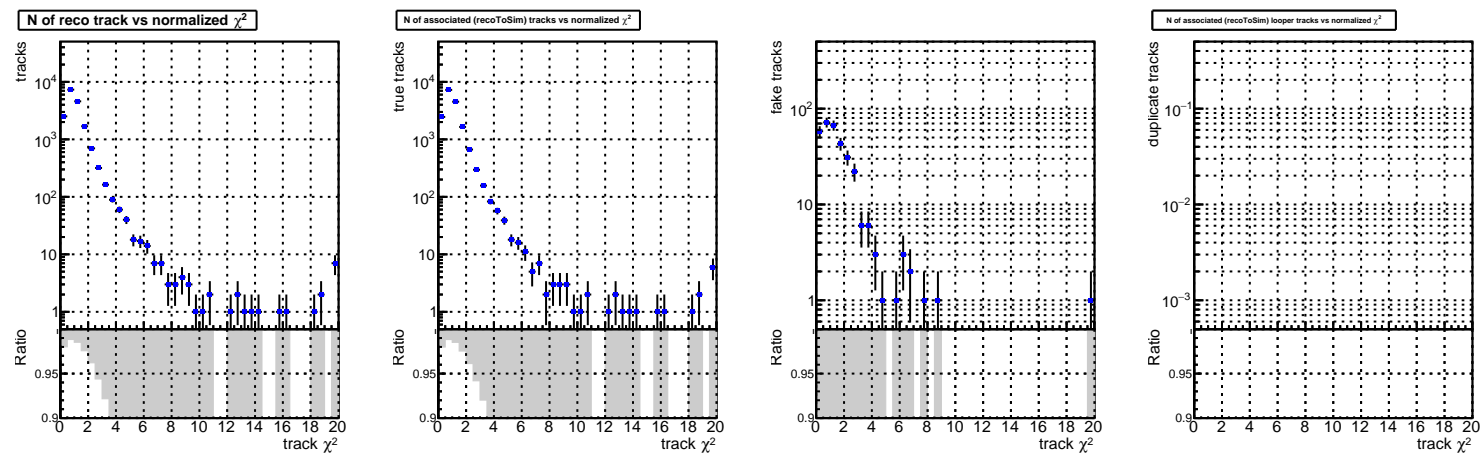 N of reco track vs normalized χ²
tracks
10⁴
10³
10²
10
1
Ratio
1
0.95
0.9
0 2 4 6 8 10 12 14 16 18 20
track χ²
N of associated (recoToSim) tracks vs normalized χ²
true tracks
10⁴
10³
10²
10
1
Ratio
1
0.95
0.9
0 2 4 6 8 10 12 14 16 18 20
track χ²
fake tracks
10²
10
1
Ratio
1
0.95
0.9
0 2 4 6 8 10 12 14 16 18 20
track χ²
N of associated (recoToSim) looper tracks vs normalized χ²
duplicate tracks
10⁻¹
10⁻²
10⁻³
Ratio
1
0.95
0.9
0 2 4 6 8 10 12 14 16 18 20
track χ²